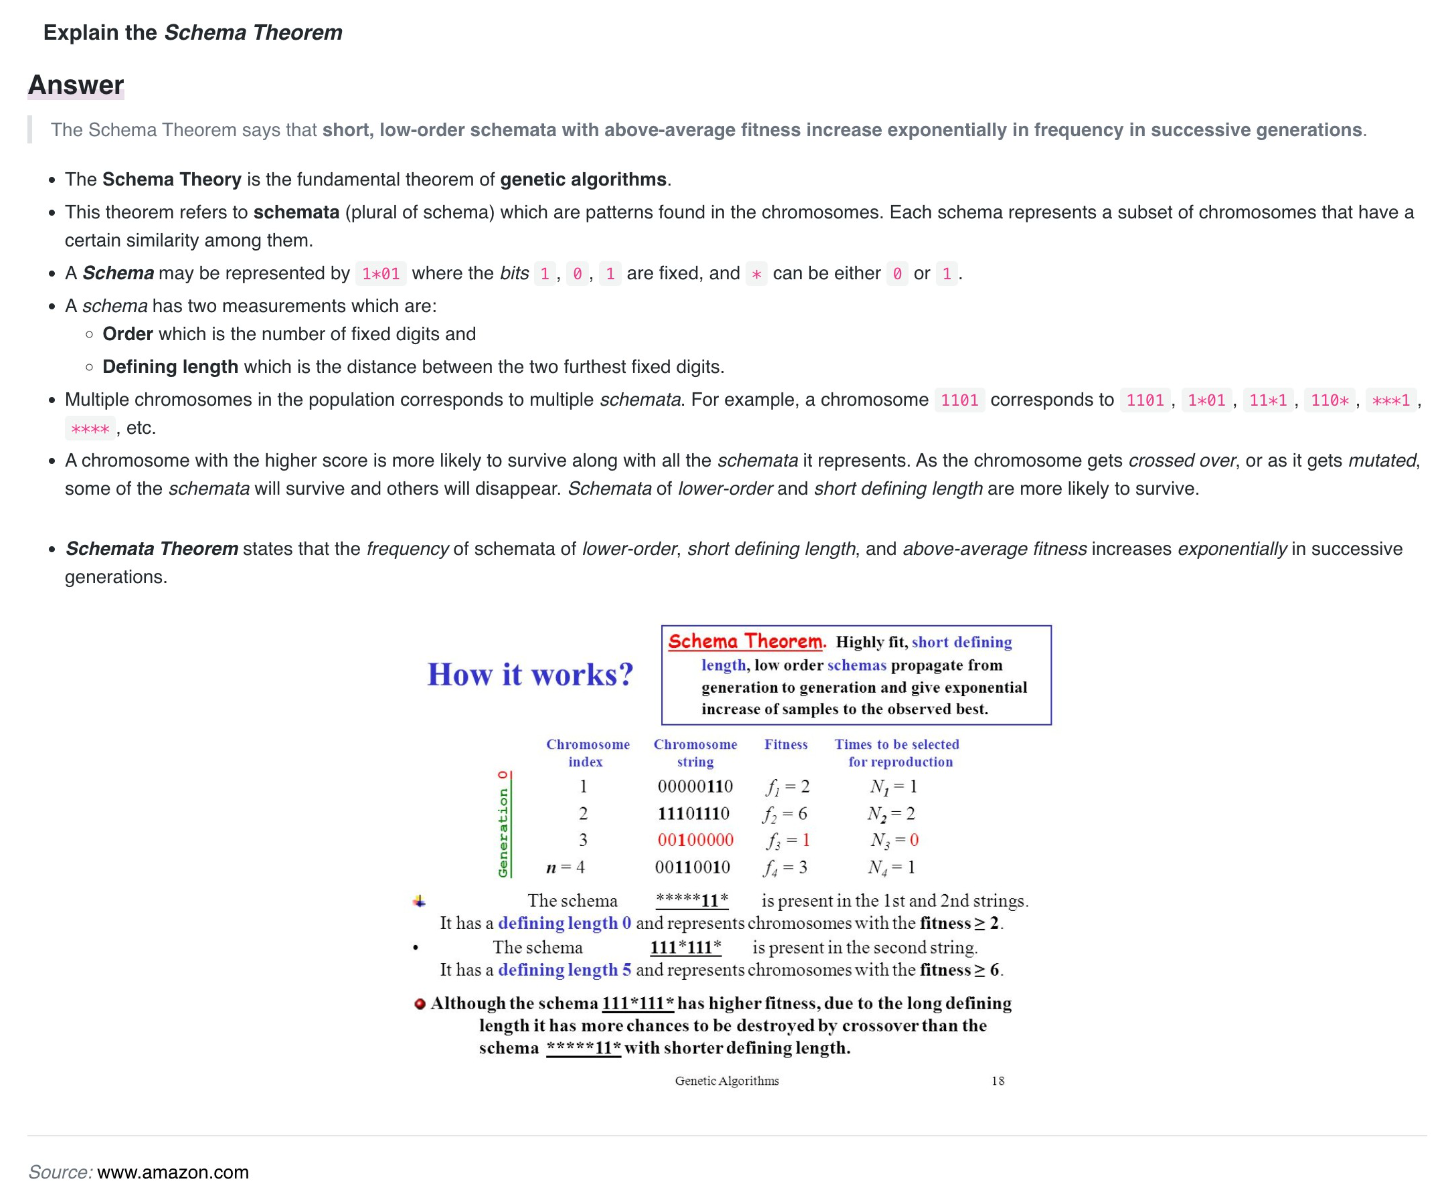 Explain the Schema Theorem
Answer
The Schema Theorem says that short, low-order schemata with above-average fitness increase exponentially in frequency in successive generations.
• The Schema Theory is the fundamental theorem of genetic algorithms.
• This theorem refers to schemata (plural of schema) which are patterns found in the chromosomes. Each schema represents a subset of chromosomes that have a
certain similarity among them.
• A Schema may be represented by 1*01 where the bits 1 , 0 , 1 are fixed, and * can be either 0 or 1 .
• A schema has two measurements which are:
◦ Order which is the number of fixed digits and
◦ Defining length which is the distance between the two furthest fixed digits.
• Multiple chromosomes in the population corresponds to multiple schemata. For example, a chromosome 1101 corresponds to 1101 , 1*01 , 11*1 , 110* , ***1 ,
**** , etc.
• A chromosome with the higher score is more likely to survive along with all the schemata it represents. As the chromosome gets crossed over, or as it gets mutated,
some of the schemata will survive and others will disappear. Schemata of lower-order and short defining length are more likely to survive.
• Schemata Theorem states that the frequency of schemata of lower-order, short defining length, and above-average fitness increases exponentially in successive
generations.
How it works?
Schema Theorem. Highly fit, short defining
length, low order schemas propagate from
generation to generation and give exponential
increase of samples to the observed best.
Chromosome Chromosome Fitness Times to be selected
index string for reproduction
Generation 0
1 00000110 f₁ = 2 N₁ = 1
2 11101110 f₂ = 6 N₂ = 2
3 00100000 f₃ = 1 N₃ = 0
n = 4 00110010 f₄ = 3 N₄ = 1
The schema *****11* is present in the 1st and 2nd strings.
It has a defining length 0 and represents chromosomes with the fitness ≥ 2.
• The schema 111*111* is present in the second string.
It has a defining length 5 and represents chromosomes with the fitness ≥ 6.
Although the schema 111*111* has higher fitness, due to the long defining
length it has more chances to be destroyed by crossover than the
schema *****11* with shorter defining length.
Genetic Algorithms 18
Source: www.amazon.com